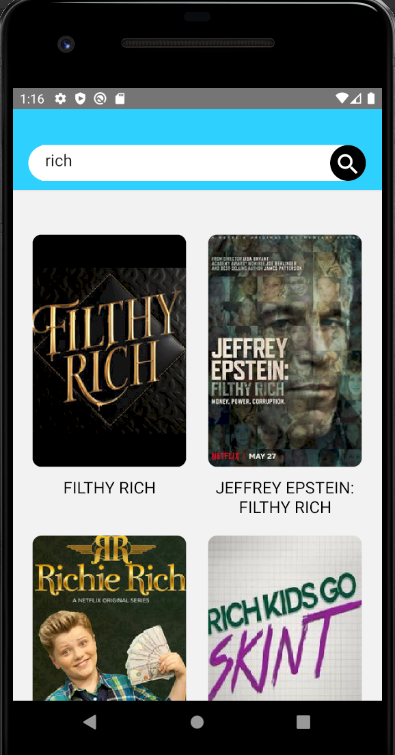 1:16
rich
FILTHY
RICH
FROM DIRECTOR LISA BRYANT
ACADEMY AWARD® NOMINEE JOE BERLINGER
AND BEST SELLING AUTHOR JAMES PATTERSON
JEFFREY
EPSTEIN:
FILTHY RICH
MONEY. POWER. CORRUPTION.
NETFLIX | MAY 27
FILTHY RICH
JEFFREY EPSTEIN:
FILTHY RICH
RR
Richie Rich
A NETFLIX ORIGINAL SERIES
RICH KIDS GO
SKINT